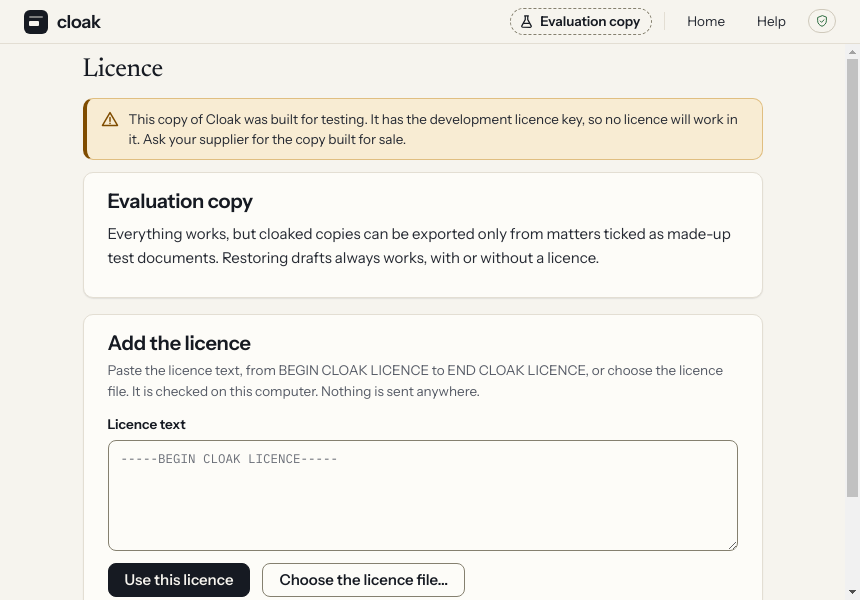 cloak
Evaluation copy
Home
Help
Licence
This copy of Cloak was built for testing. It has the development licence key, so no licence will work in
it. Ask your supplier for the copy built for sale.
Evaluation copy
Everything works, but cloaked copies can be exported only from matters ticked as made-up
test documents. Restoring drafts always works, with or without a licence.
Add the licence
Paste the licence text, from BEGIN CLOAK LICENCE to END CLOAK LICENCE, or choose the licence
file. It is checked on this computer. Nothing is sent anywhere.
Licence text
-----BEGIN CLOAK LICENCE-----
Use this licence
Choose the licence file...